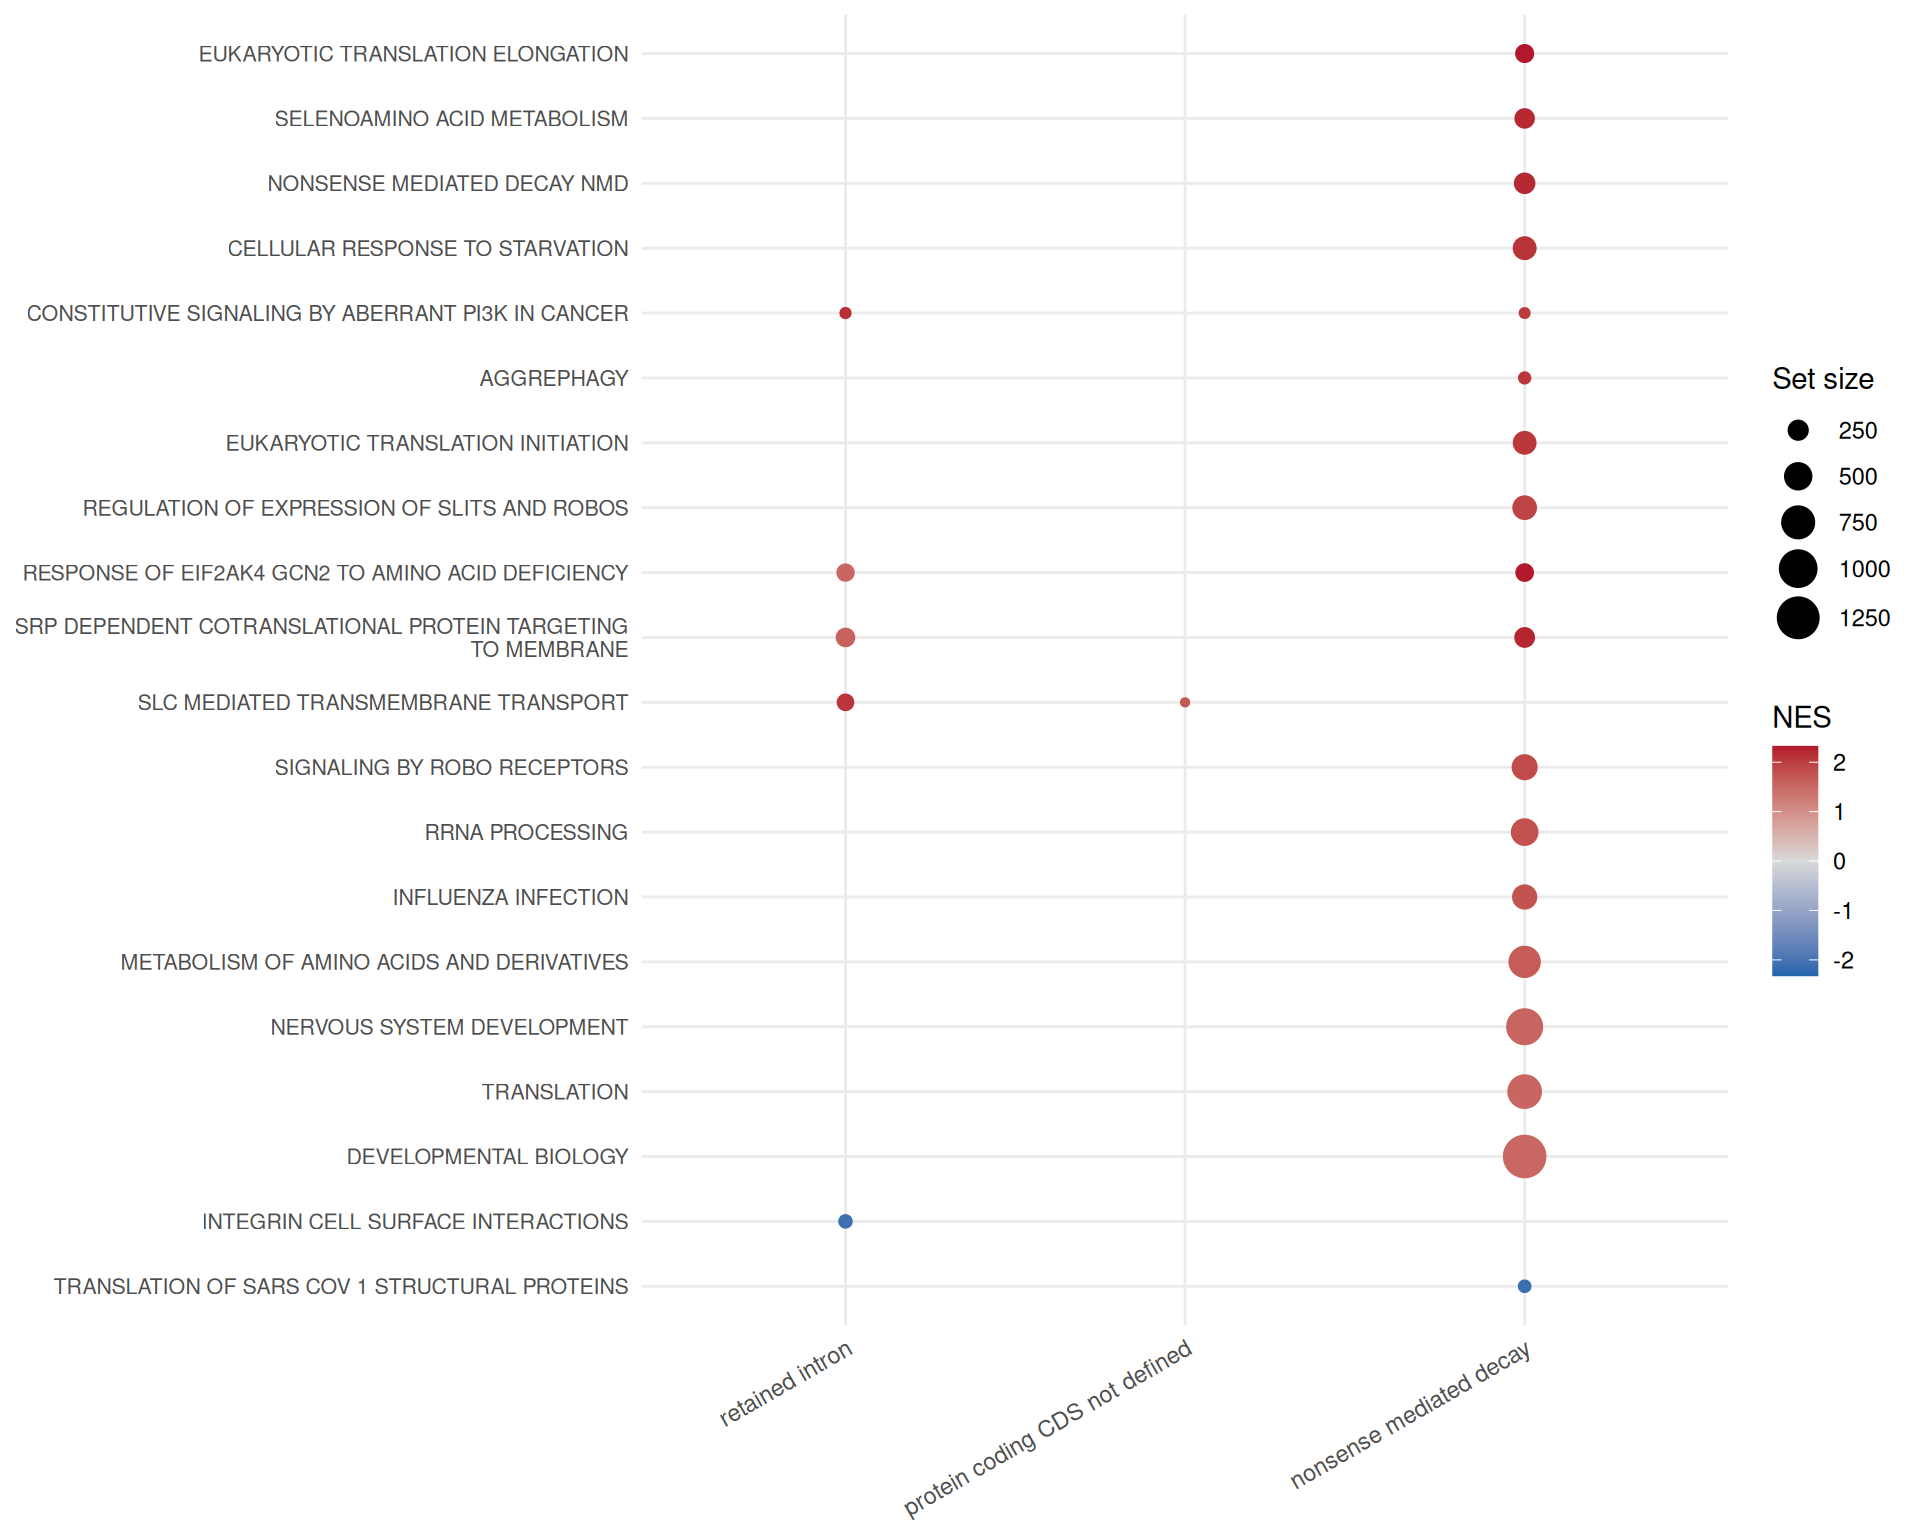 EUKARYOTIC TRANSLATION ELONGATION
SELENOAMINO ACID METABOLISM
NONSENSE MEDIATED DECAY NMD
CELLULAR RESPONSE TO STARVATION
CONSTITUTIVE SIGNALING BY ABERRANT PI3K IN CANCER
AGGREPHAGY
EUKARYOTIC TRANSLATION INITIATION
REGULATION OF EXPRESSION OF SLITS AND ROBOS
RESPONSE OF EIF2AK4 GCN2 TO AMINO ACID DEFICIENCY
SRP DEPENDENT COTRANSLATIONAL PROTEIN TARGETING
TO MEMBRANE
SLC MEDIATED TRANSMEMBRANE TRANSPORT
SIGNALING BY ROBO RECEPTORS
RRNA PROCESSING
INFLUENZA INFECTION
METABOLISM OF AMINO ACIDS AND DERIVATIVES
NERVOUS SYSTEM DEVELOPMENT
TRANSLATION
DEVELOPMENTAL BIOLOGY
INTEGRIN CELL SURFACE INTERACTIONS
TRANSLATION OF SARS COV 1 STRUCTURAL PROTEINS
retained intron
protein coding CDS not defined
nonsense mediated decay
Set size
250
500
750
1000
1250
NES
2
1
0
-1
-2